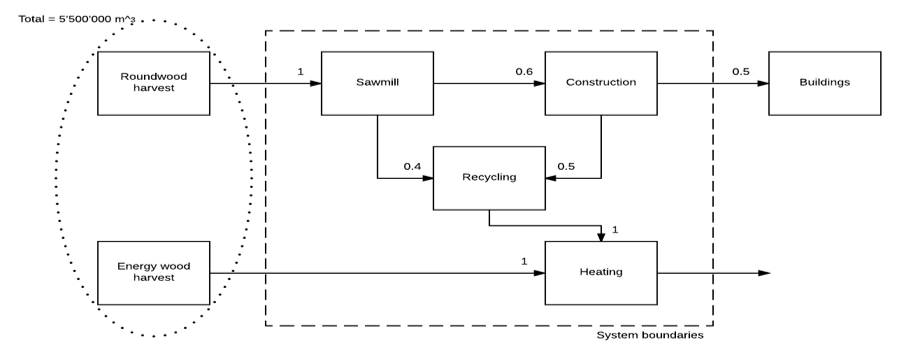 Total = 5'500'000 m^3
Roundwood
harvest
1
Sawmill
0.6
Construction
0.5
Buildings
0.4
Recycling
0.5
1
Energy wood
harvest
1
Heating
System boundaries